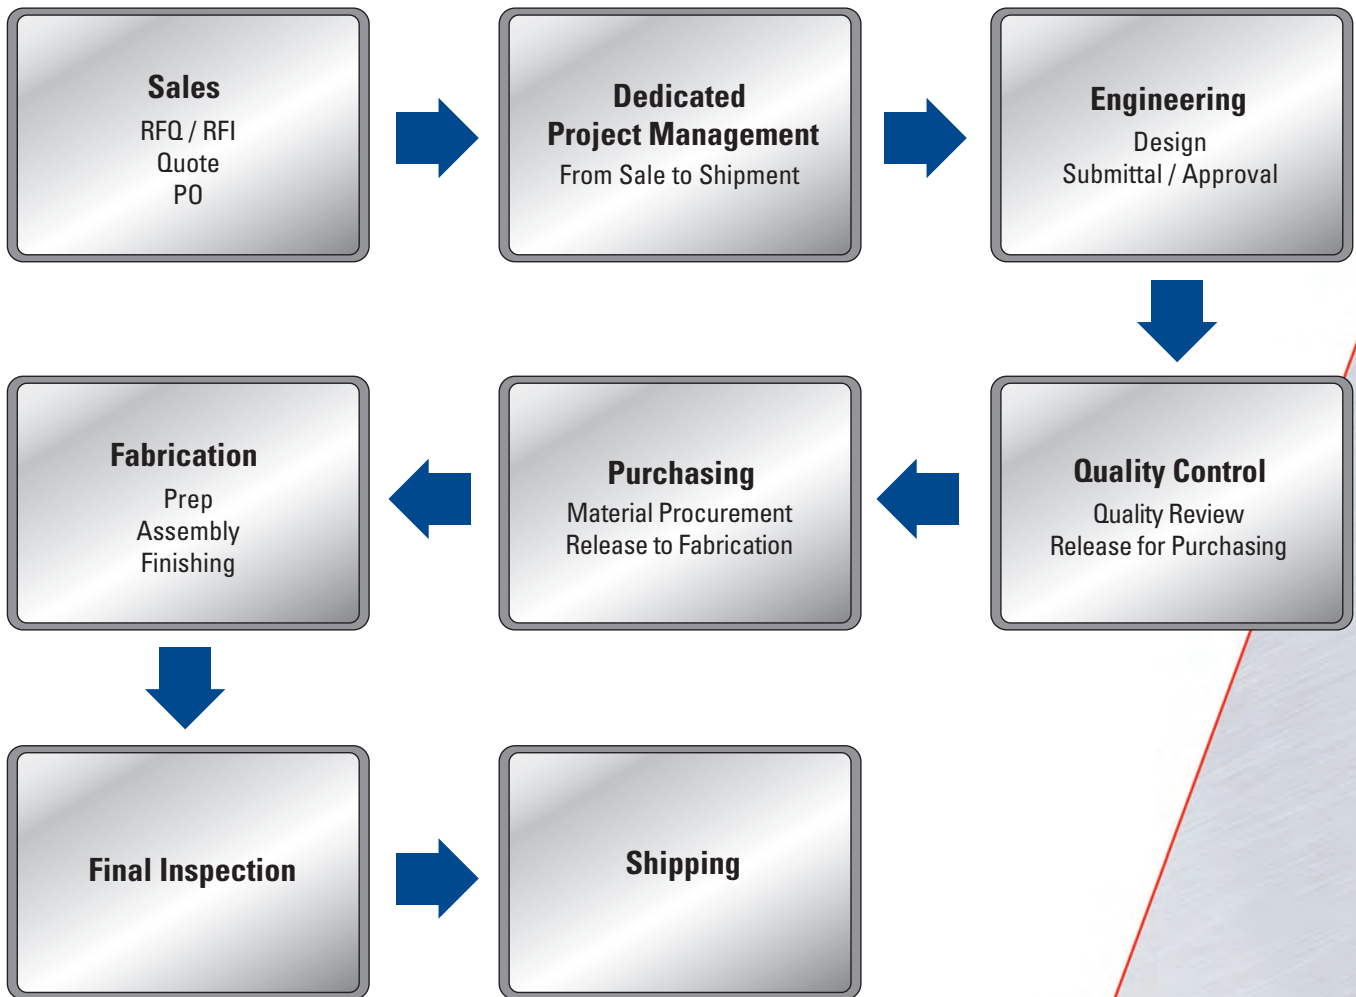 Sales
RFQ / RFI
Quote
PO
Dedicated
Project Management
From Sale to Shipment
Engineering
Design
Submittal / Approval
Quality Control
Quality Review
Release for Purchasing
Purchasing
Material Procurement
Release to Fabrication
Fabrication
Prep
Assembly
Finishing
Final Inspection
Shipping